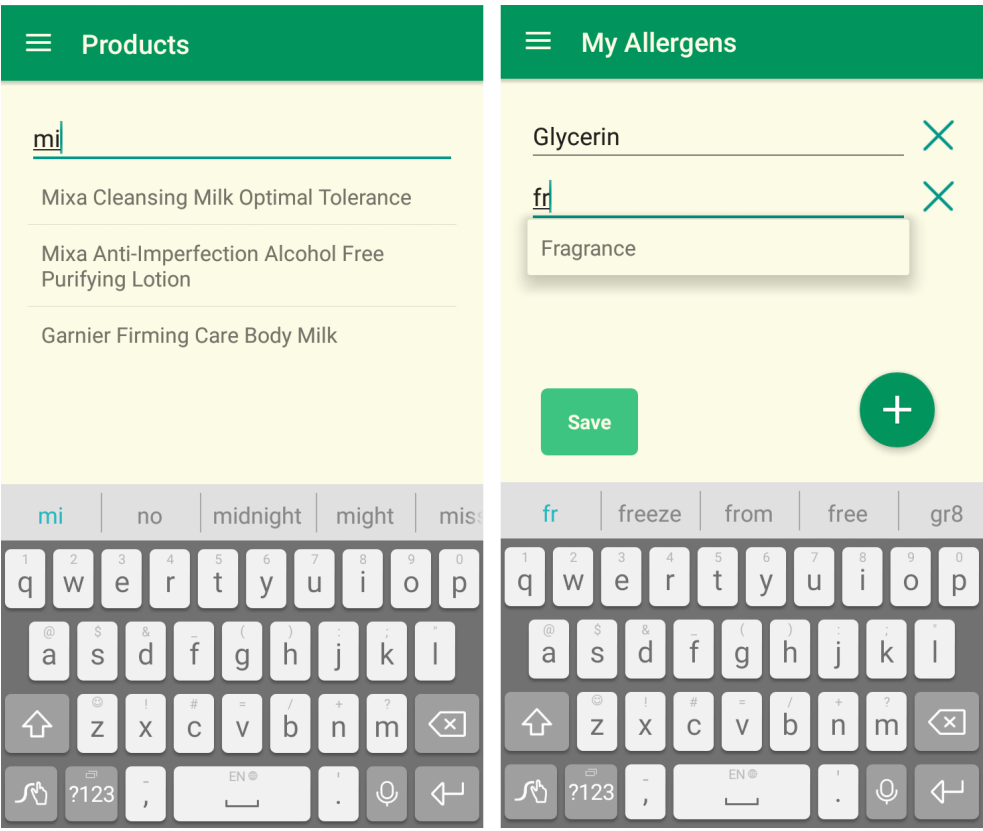 Products
mi
Mixa Cleansing Milk Optimal Tolerance
Mixa Anti-Imperfection Alcohol Free
Purifying Lotion
Garnier Firming Care Body Milk
mi no midnight might miss
1 2 3 4 5 6 7 8 9 0
q w e r t y u i o p
@ $ & _ ( ) : ; "
a s d f g h j k l
! # = / + ?
z x c v b n m
EN
?123 , .
My Allergens
Glycerin
fr
Fragrance
Save
+
fr freeze from free gr8
1 2 3 4 5 6 7 8 9 0
q w e r t y u i o p
@ $ & _ ( ) : ; "
a s d f g h j k l
! # = / + ?
z x c v b n m
EN
?123 , .